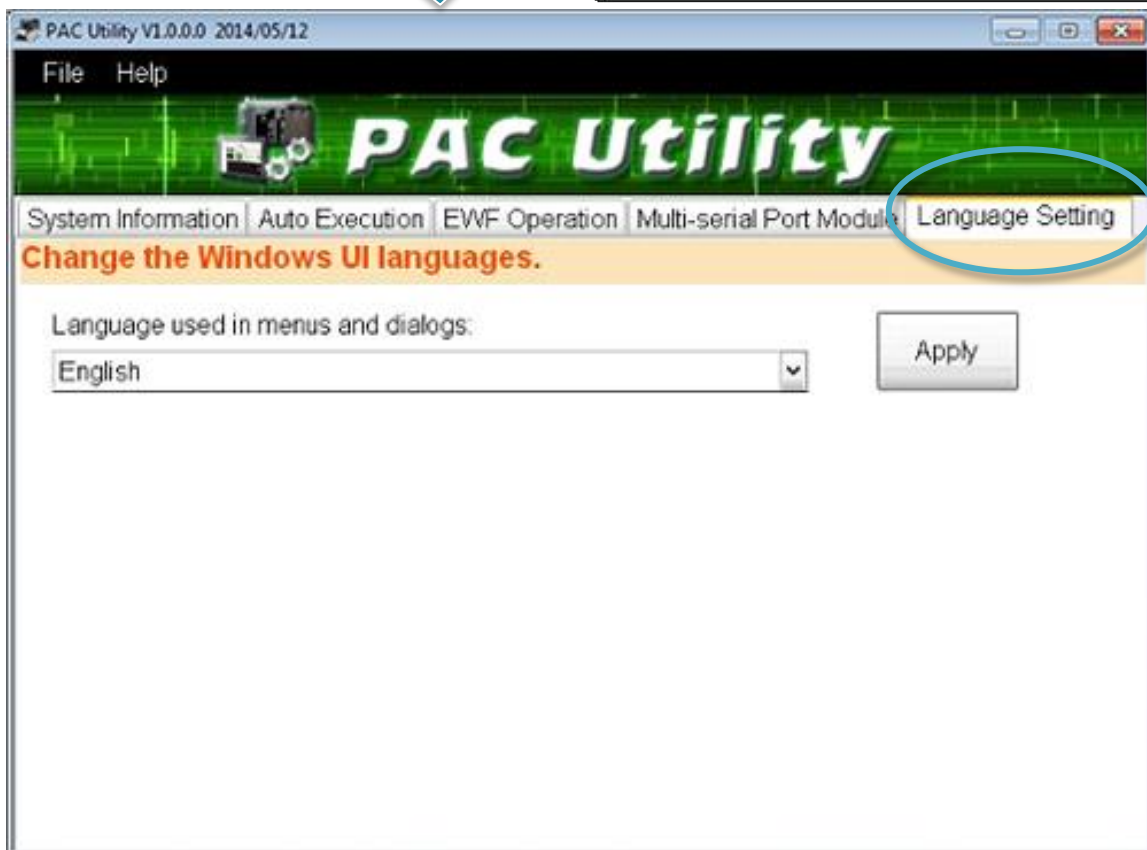 PAC Utility V1.0.0.0 2014/05/12
File Help
PAC Utility
System Information Auto Execution EWF Operation Multi-serial Port Module Language Setting
Change the Windows UI languages.
Language used in menus and dialogs:
Apply
English